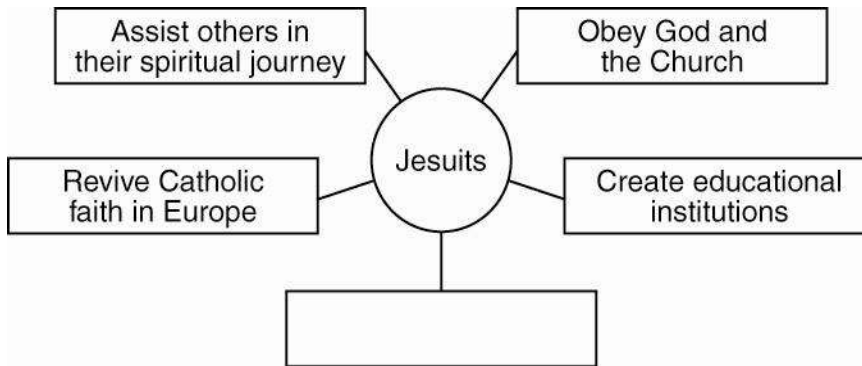 Assist others in
their spiritual journey
Obey God and
the Church
Jesuits
Revive Catholic
faith in Europe
Create educational
institutions